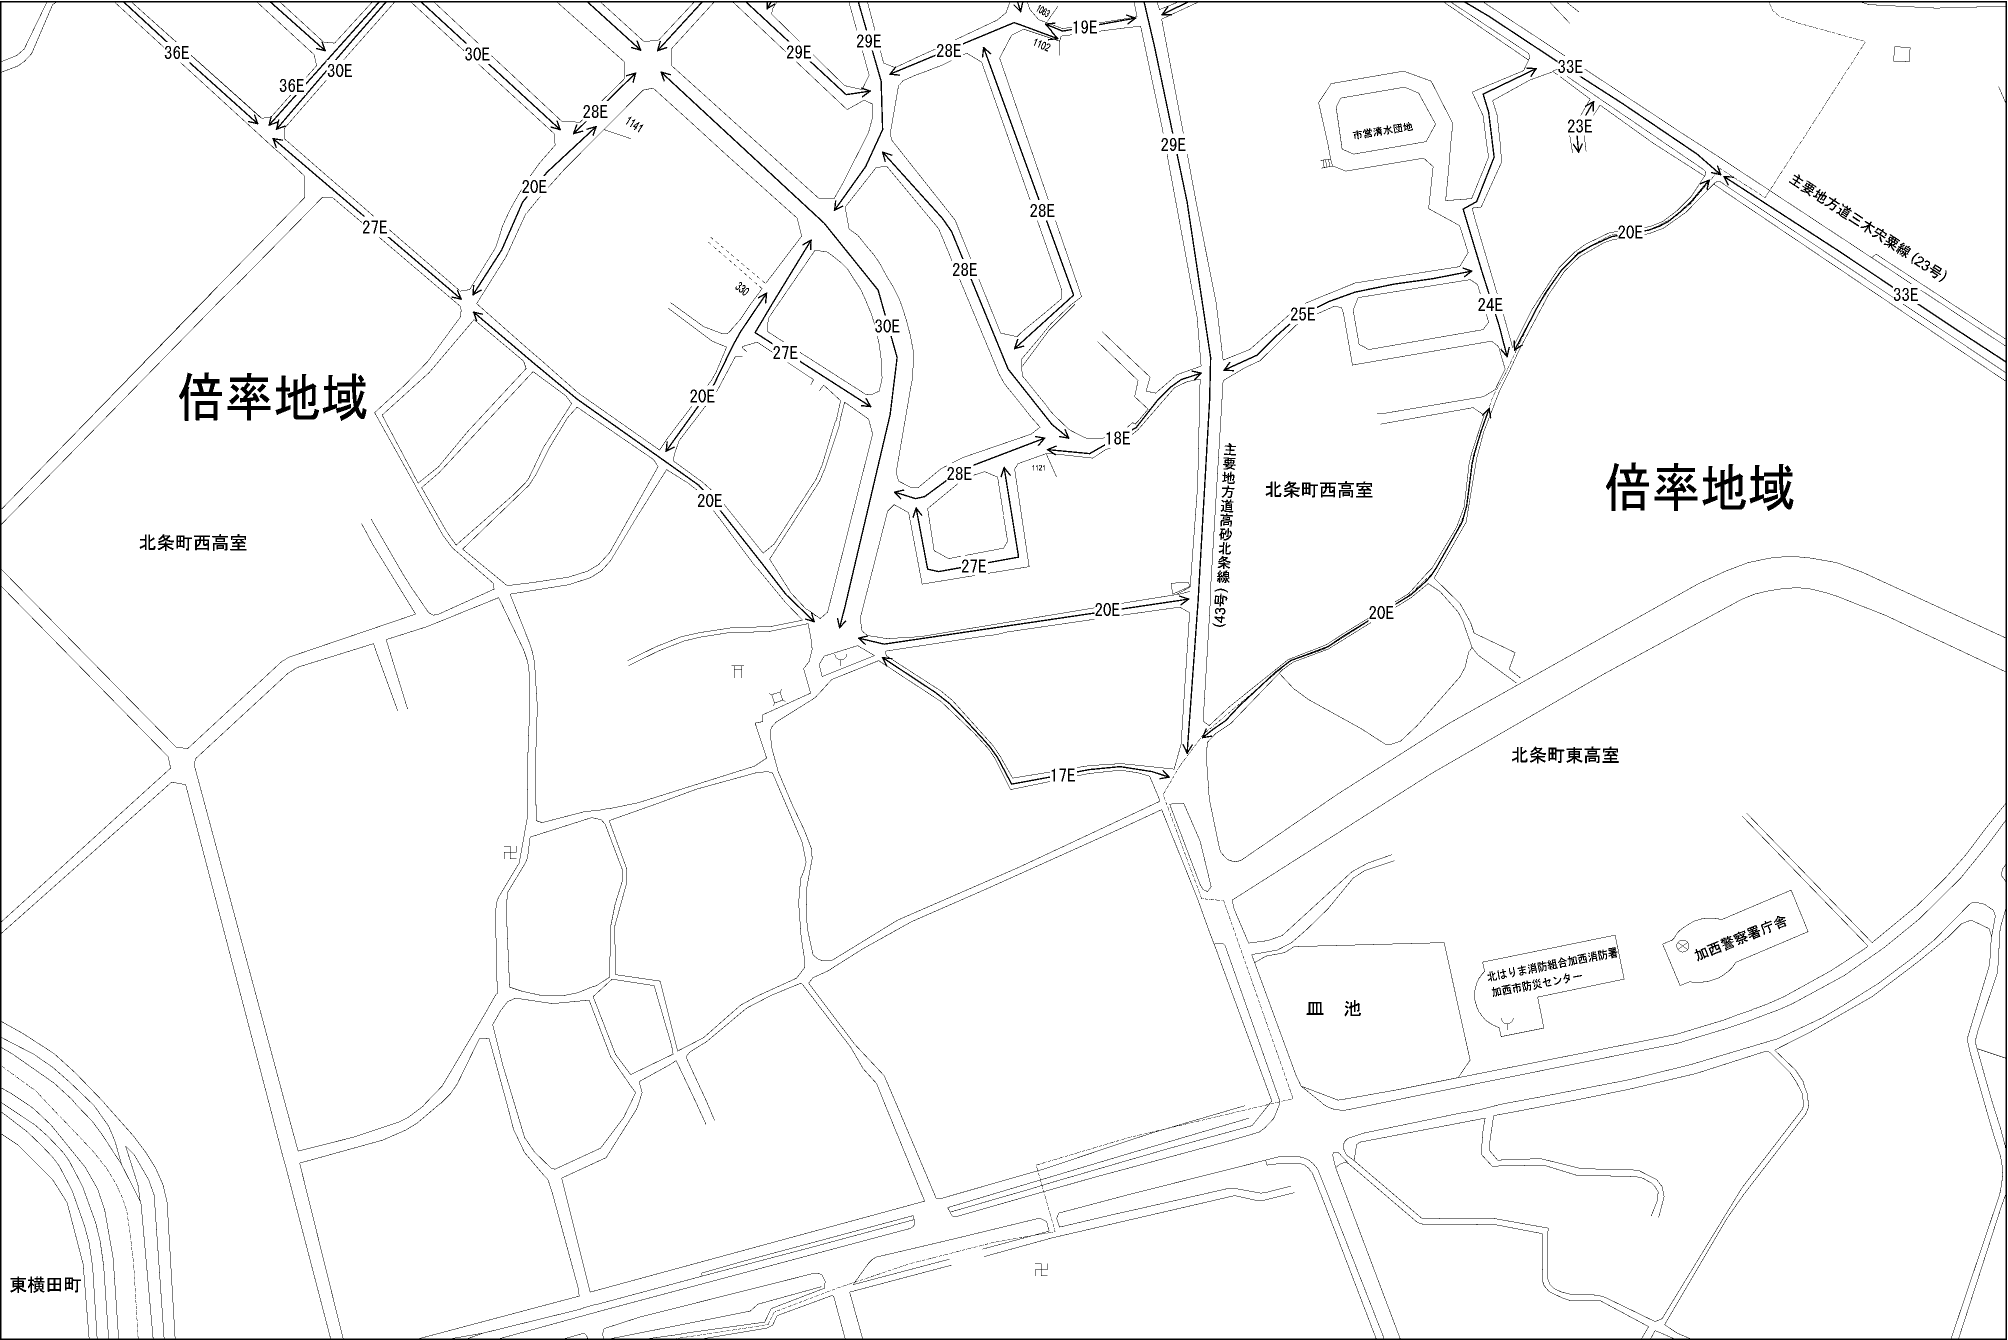 36E
30E
29E
29E
28E
1063
19E
1102
33E
36E
30E
28E
1141
23E
市営清水団地
29E
20E
27E
28E
20E
主要地方道三木宍粟線(23号)
330
28E
33E
30E
25E
24E
27E
20E
倍率地域
18E
1121
28E
20E
主要地方道高砂北条線(43号)
北条町西高室
倍率地域
北条町西高室
27E
20E
20E
17E
北条町東高室
加西警察署庁舎
北はりま消防組合加西消防署
加西市防災センター
皿池
東横田町